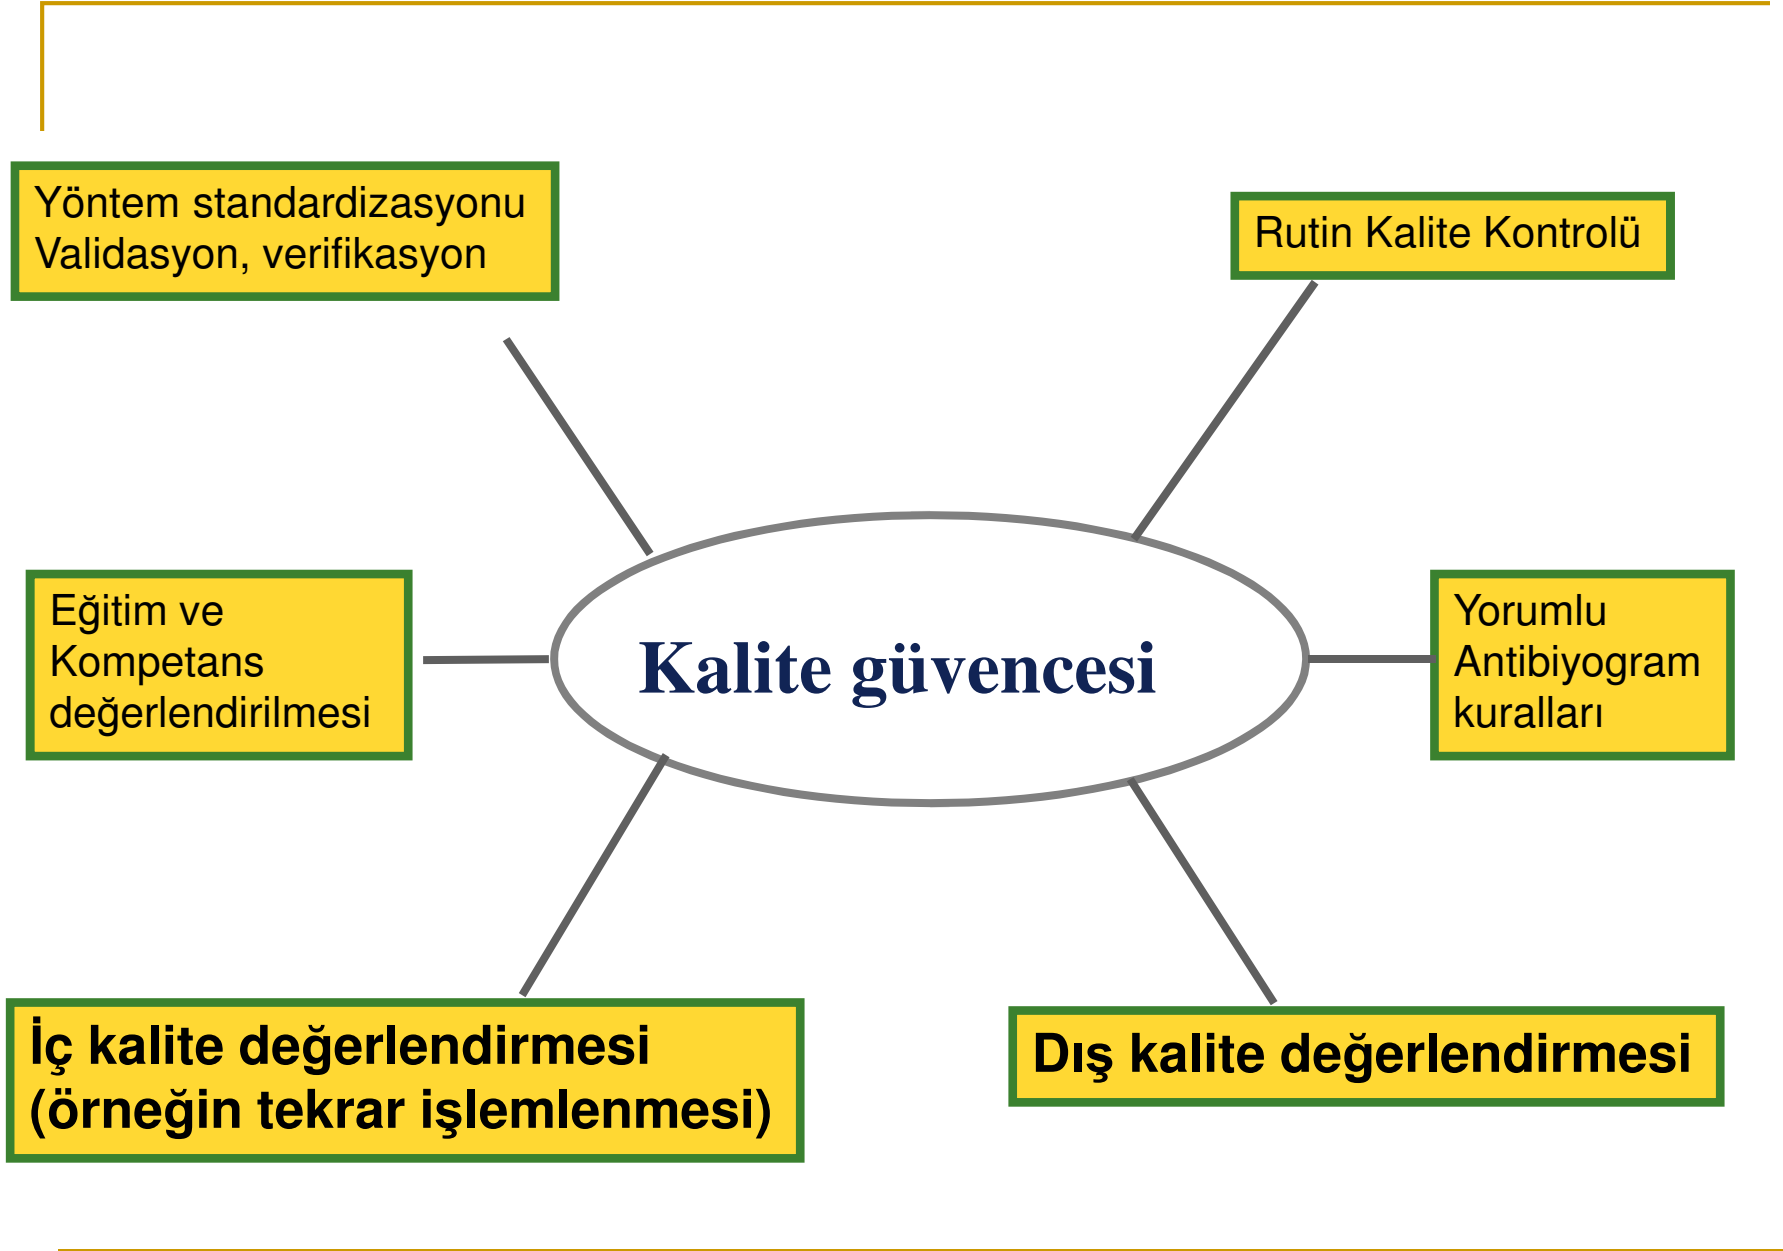 Yöntem standardizasyonu
Validasyon, verifikasyon
Rutin Kalite Kontrolü
Eğitim ve
Kompetans
değerlendirilmesi
Kalite güvencesi
Yorumlu
Antibiyogram
kuralları
İç kalite değerlendirmesi
(örneğin tekrar işlemlenmesi)
Dış kalite değerlendirmesi